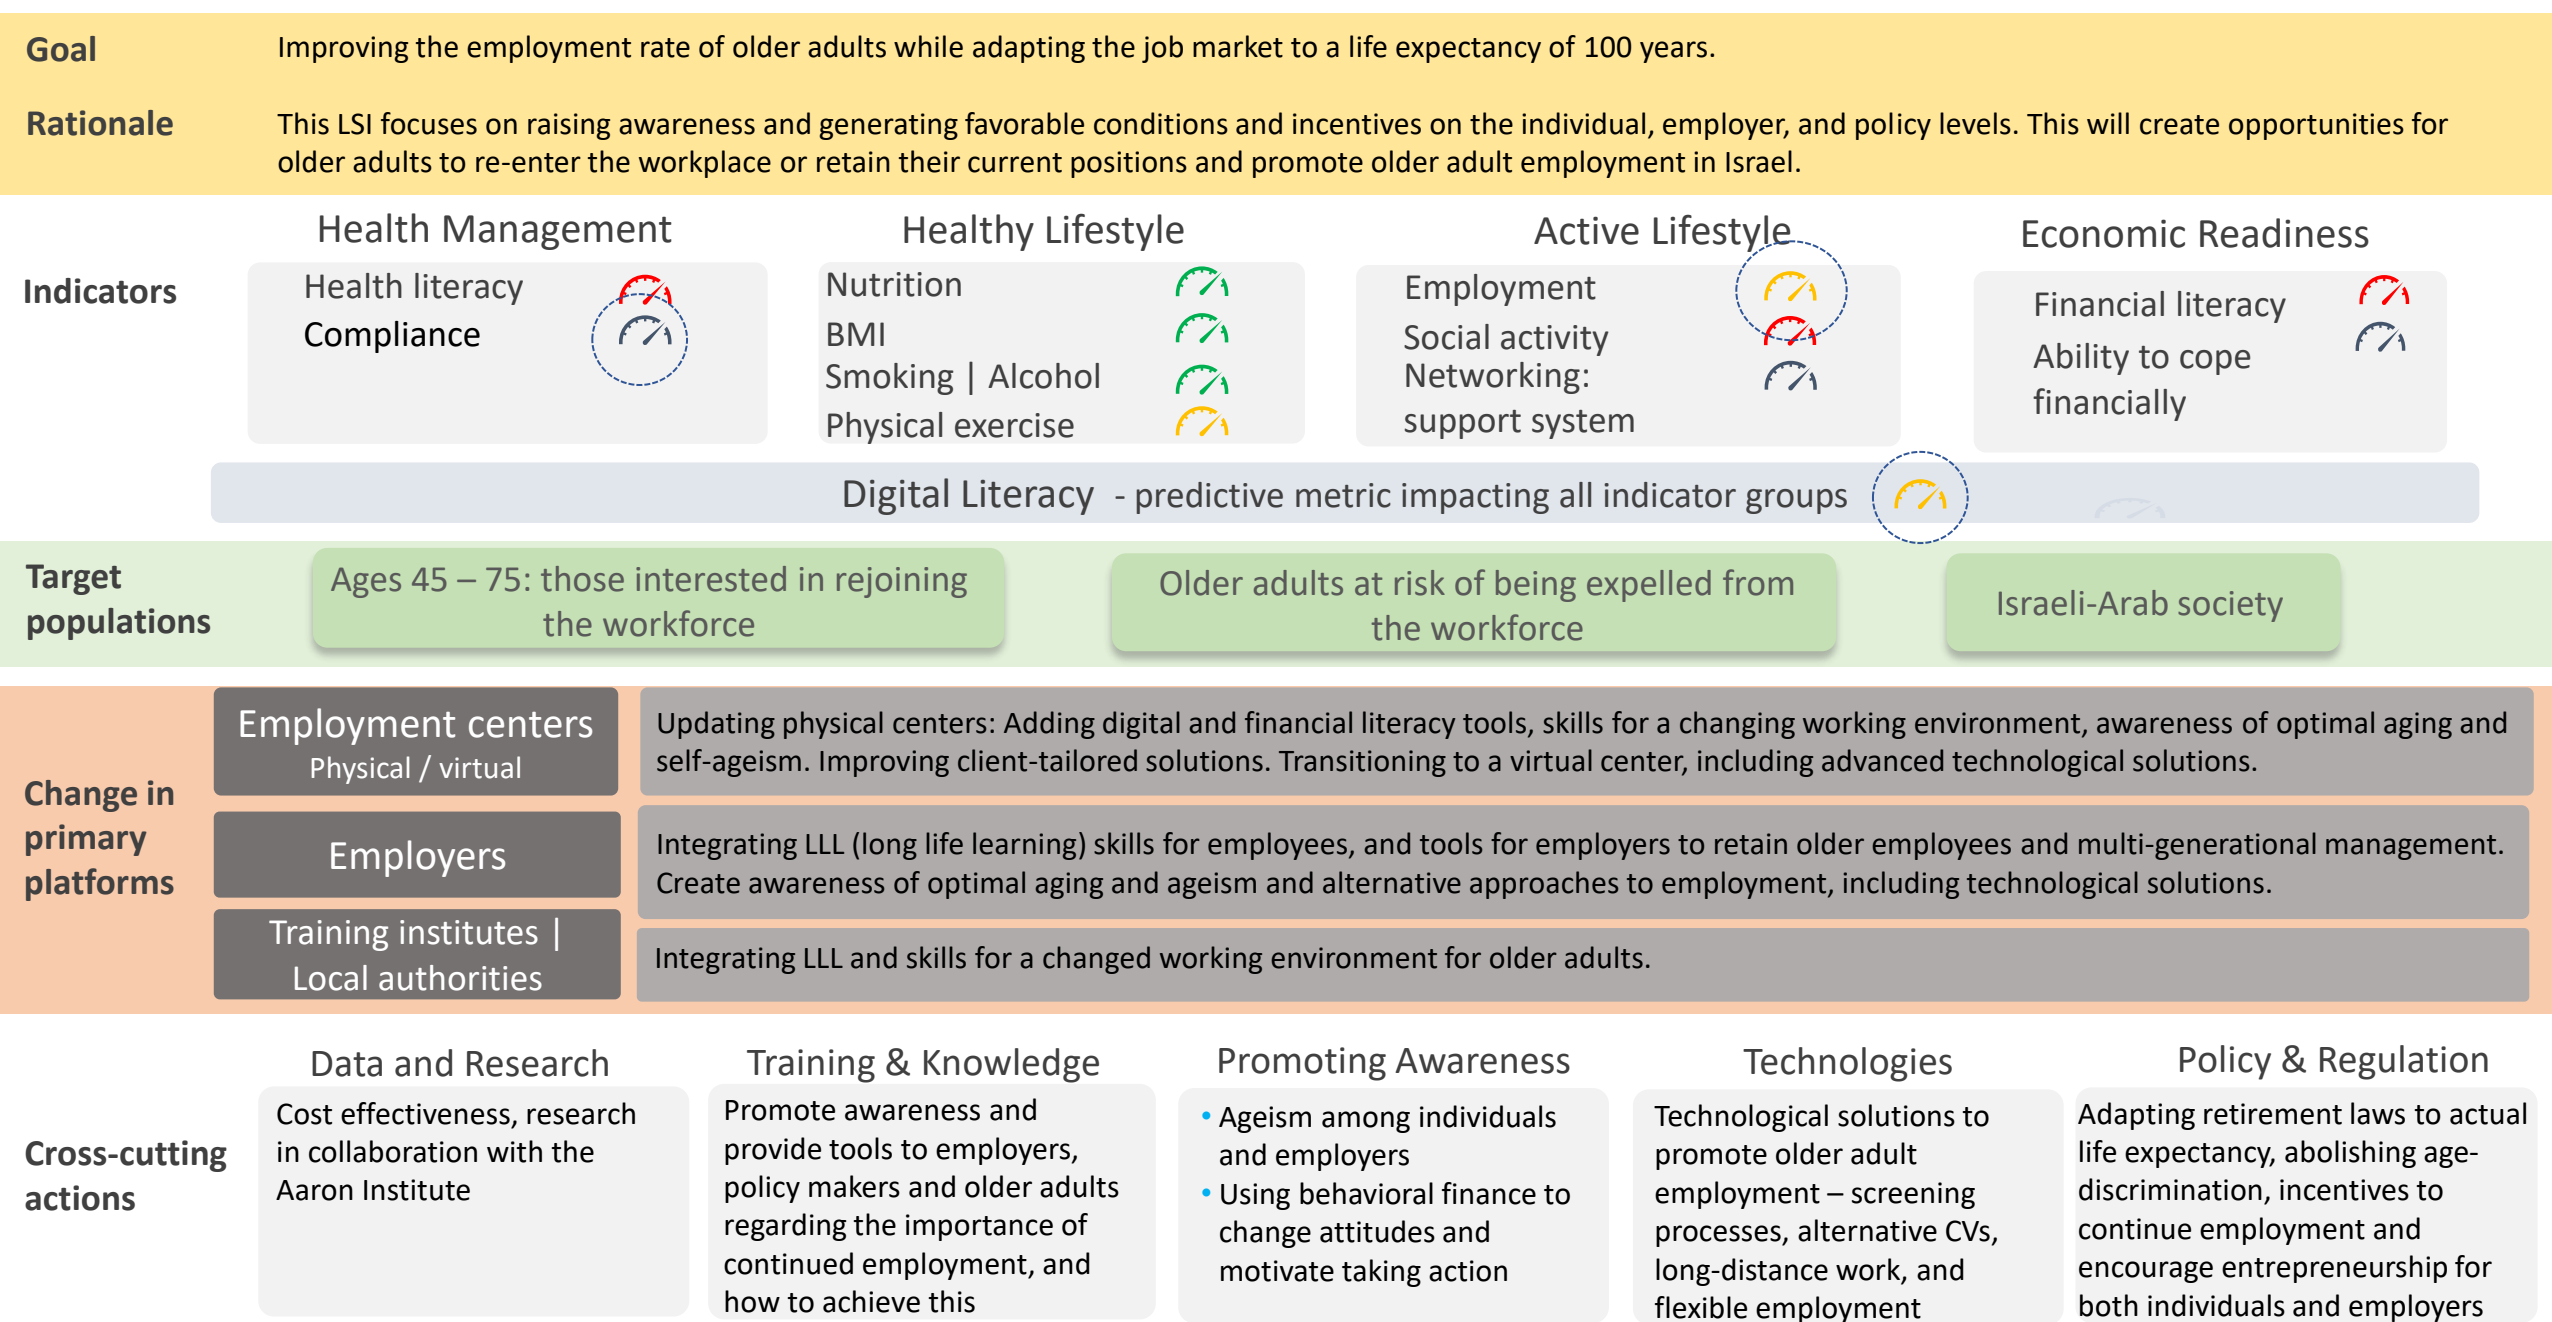 Goal
Improving the employment rate of older adults while adapting the job market to a life expectancy of 100 years.
Rationale
This LSI focuses on raising awareness and generating favorable conditions and incentives on the individual, employer, and policy levels. This will create opportunities for
older adults to re-enter the workplace or retain their current positions and promote older adult employment in Israel.
Indicators
Health Management
Health literacy
Compliance
Healthy Lifestyle
Nutrition
BMI
Smoking | Alcohol
Physical exercise
Active Lifestyle
Employment
Social activity
Networking:
support system
Economic Readiness
Financial literacy
Ability to cope
financially
Digital Literacy - predictive metric impacting all indicator groups
Target
populations
Ages 45 – 75: those interested in rejoining
the workforce
Older adults at risk of being expelled from
the workforce
Israeli-Arab society
Change in
primary
platforms
Employment centers
Physical / virtual
Updating physical centers: Adding digital and financial literacy tools, skills for a changing working environment, awareness of optimal aging and
self-ageism. Improving client-tailored solutions. Transitioning to a virtual center, including advanced technological solutions.
Employers
Integrating LLL (long life learning) skills for employees, and tools for employers to retain older employees and multi-generational management.
Create awareness of optimal aging and ageism and alternative approaches to employment, including technological solutions.
Training institutes |
Local authorities
Integrating LLL and skills for a changed working environment for older adults.
Cross-cutting
actions
Data and Research
Cost effectiveness, research
in collaboration with the
Aaron Institute
Training & Knowledge
Promote awareness and
provide tools to employers,
policy makers and older adults
regarding the importance of
continued employment, and
how to achieve this
Promoting Awareness
• Ageism among individuals
and employers
• Using behavioral finance to
change attitudes and
motivate taking action
Technologies
Technological solutions to
promote older adult
employment – screening
processes, alternative CVs,
long-distance work, and
flexible employment
Policy & Regulation
Adapting retirement laws to actual
life expectancy, abolishing age-
discrimination, incentives to
continue employment and
encourage entrepreneurship for
both individuals and employers